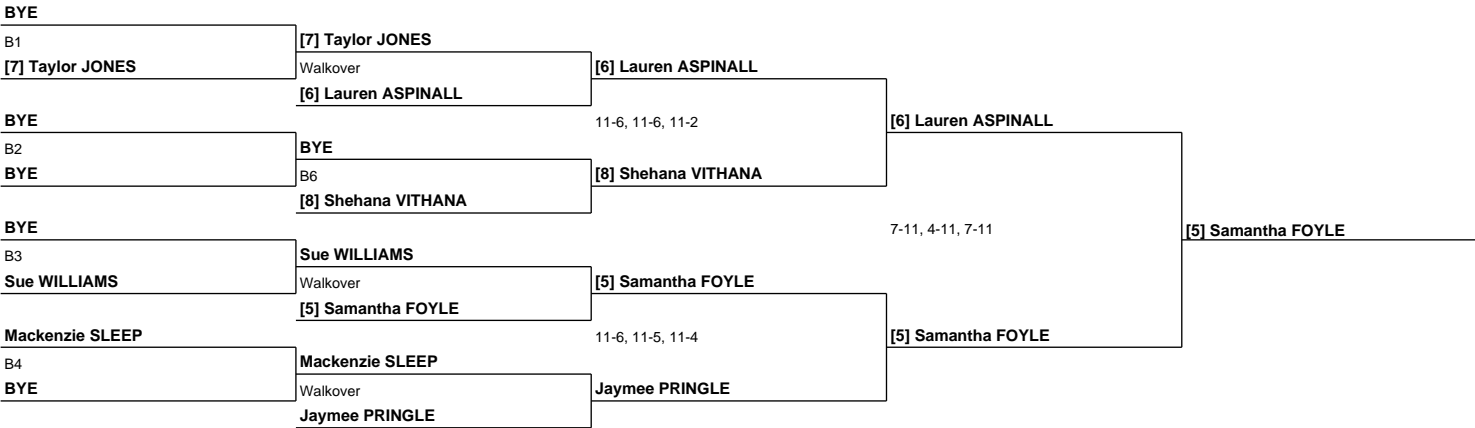 BYE
B1
[7] Taylor JONES
BYE
B2
BYE
BYE
B3
Sue WILLIAMS
Mackenzie SLEEP
B4
BYE
[7] Taylor JONES
Walkover
[6] Lauren ASPINALL
BYE
B6
[8] Shehana VITHANA
Sue WILLIAMS
Walkover
[5] Samantha FOYLE
Mackenzie SLEEP
Walkover
Jaymee PRINGLE
[6] Lauren ASPINALL
11-6, 11-6, 11-2
[8] Shehana VITHANA
[5] Samantha FOYLE
11-6, 11-5, 11-4
Jaymee PRINGLE
[6] Lauren ASPINALL
7-11, 4-11, 7-11
[5] Samantha FOYLE
[5] Samantha FOYLE